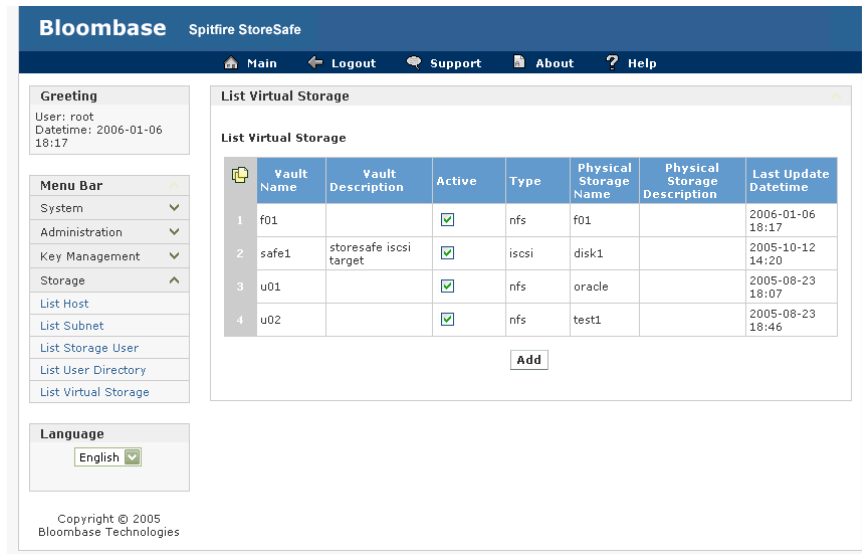 Bloombase Spitfire StoreSafe
Main Logout Support About Help
Greeting
User: root
Datetime: 2006-01-06
18:17
Menu Bar
System
Administration
Key Management
Storage
List Host
List Subnet
List Storage User
List User Directory
List Virtual Storage
Language
English
Copyright © 2005
Bloombase Technologies
List Virtual Storage
List Virtual Storage
Vault Name Vault Description Active Type Physical Storage Name Physical Storage Description Last Update Datetime
1 f01 nfs f01 2006-01-06 18:17
2 safe1 storesafe iscsi target iscsi disk1 2005-10-12 14:20
3 u01 nfs oracle 2005-08-23 18:07
4 u02 nfs test1 2005-08-23 18:46
Add